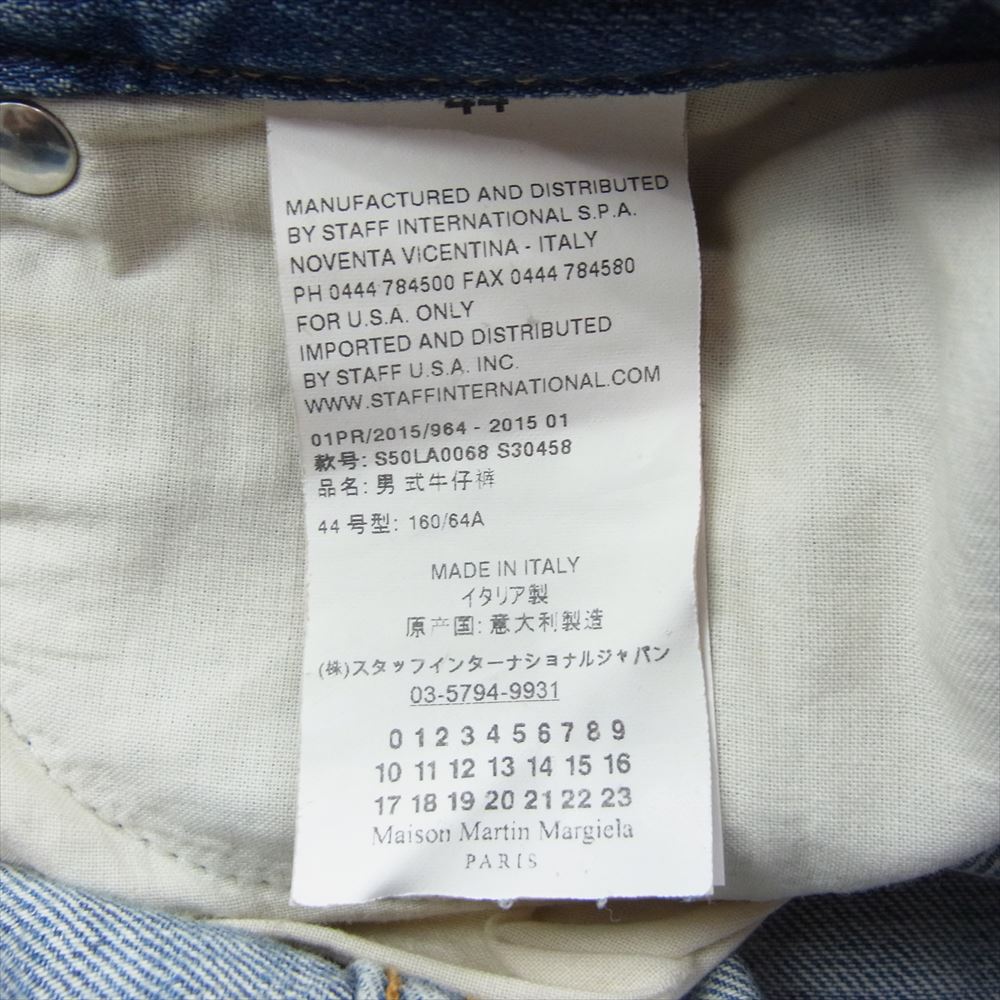 44
MANUFACTURED AND DISTRIBUTED
BY STAFF INTERNATIONAL S.P.A.
NOVENTA VICENTINA - ITALY
PH 0444 784500 FAX 0444 784580
FOR U.S.A. ONLY
IMPORTED AND DISTRIBUTED
BY STAFF U.S.A. INC.
WWW.STAFFINTERNATIONAL.COM
01PR/2015/964 - 2015 01
款号: S50LA0068 S30458
品名: 男式牛仔裤
44 号型: 160/64A
MADE IN ITALY
イタリア製
原产国: 意大利製造
(株)スタッフインターナショナルジャパン
03-5794-9931
0 1 2 3 4 5 6 7 8 9
10 11 12 13 14 15 16
17 18 19 20 21 22 23
Maison Martin Margiela
PARIS